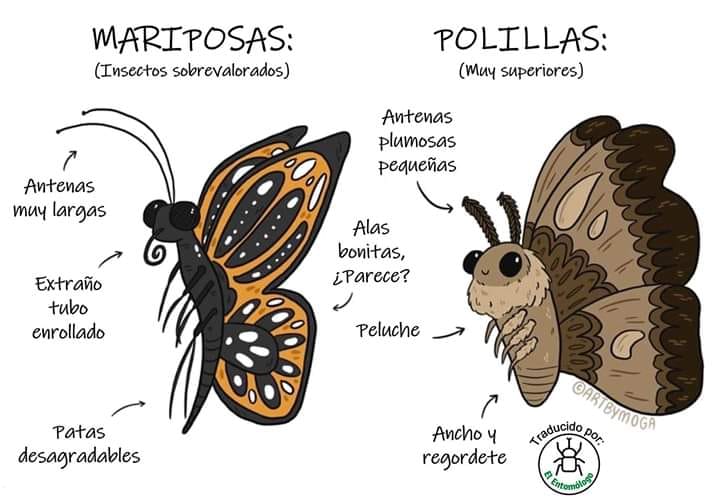 MARIPOSAS:
(Insectos sobrevalorados)
Antenas
muy largas
Extraño
tubo
enrollado
Patas
desagradables
Alas
bonitas,
¿Parece?
POLILLAS:
(Muy superiores)
Antenas
plumosas
pequeñas
Peluche
Ancho y
regordete
©ARTBYMOGA
Traducido por:
El Entomólogo